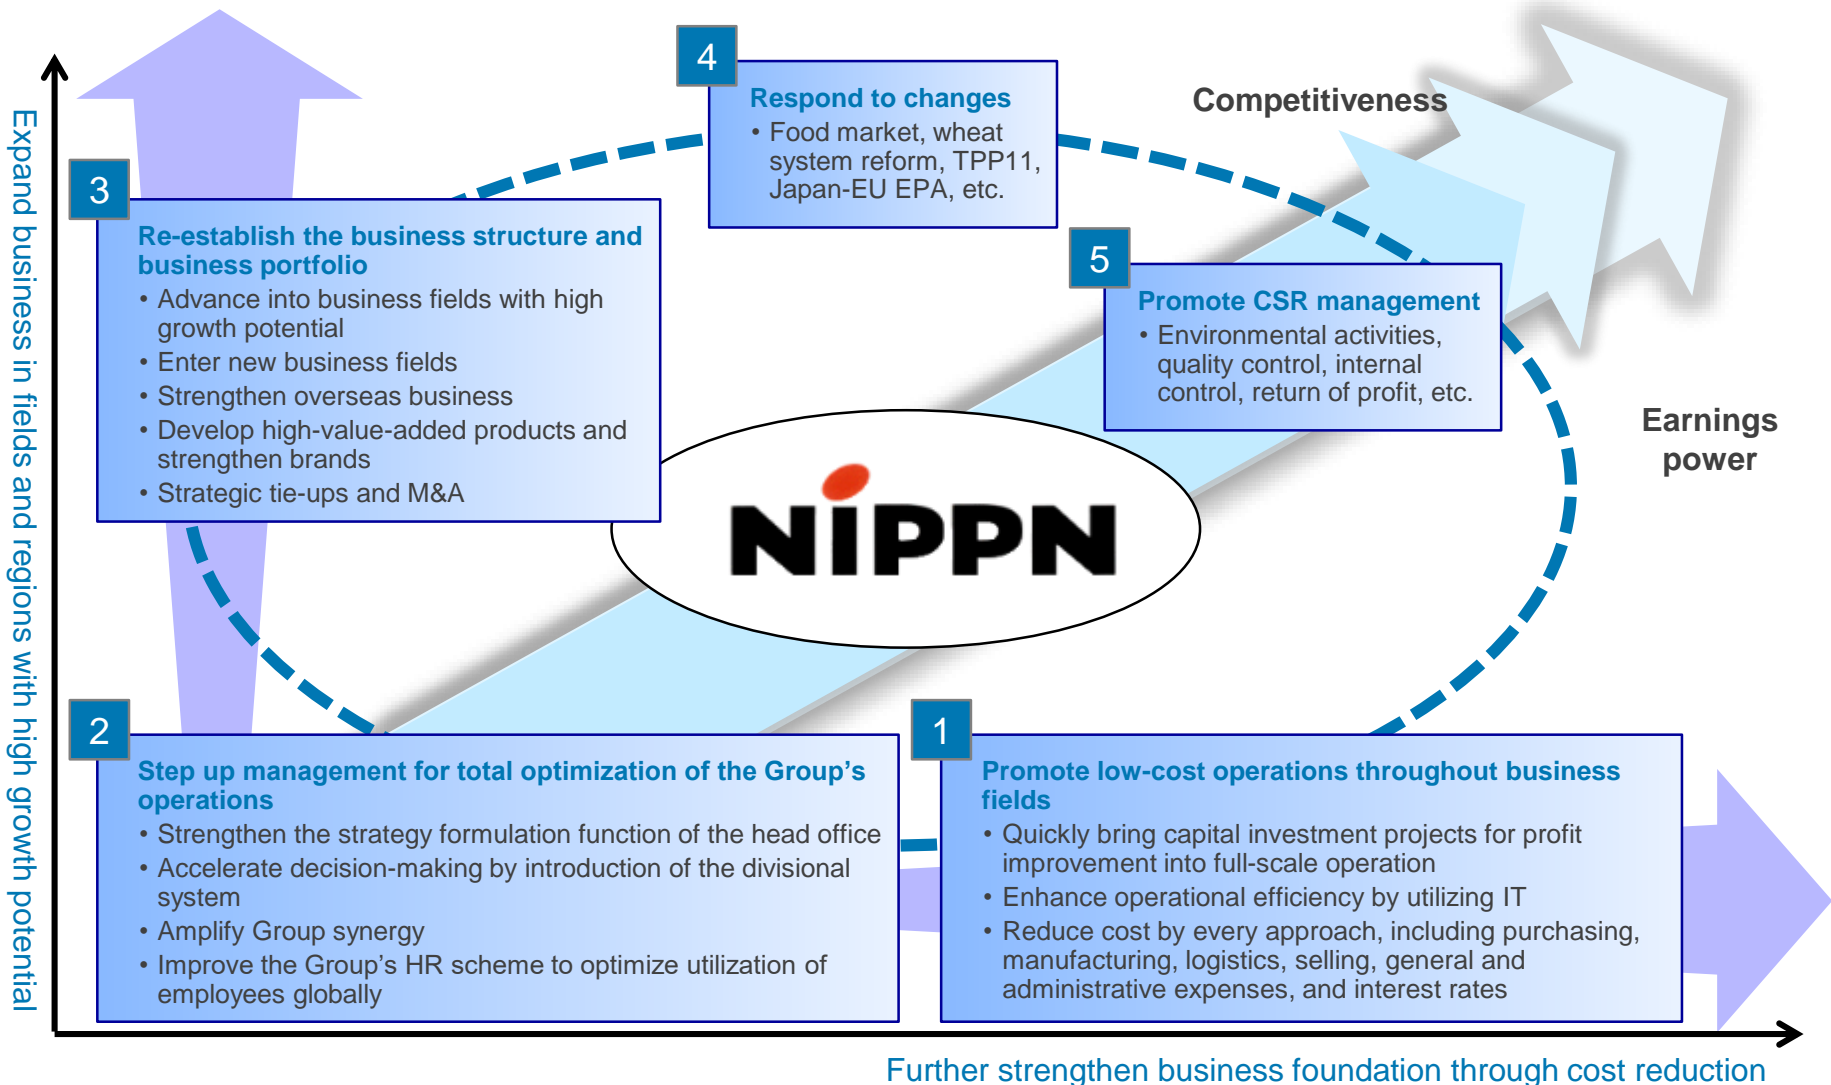 Expand business in fields and regions with high growth potential
4
Respond to changes
• Food market, wheat
system reform, TPP11,
Japan-EU EPA, etc.
Competitiveness
3
Re-establish the business structure and
business portfolio
• Advance into business fields with high
growth potential
• Enter new business fields
• Strengthen overseas business
• Develop high-value-added products and
strengthen brands
• Strategic tie-ups and M&A
5
Promote CSR management
• Environmental activities,
quality control, internal
control, return of profit, etc.
Earnings
power
NIPPN
2
Step up management for total optimization of the Group's
operations
• Strengthen the strategy formulation function of the head office
• Accelerate decision-making by introduction of the divisional
system
• Amplify Group synergy
• Improve the Group's HR scheme to optimize utilization of
employees globally
1
Promote low-cost operations throughout business
fields
• Quickly bring capital investment projects for profit
improvement into full-scale operation
• Enhance operational efficiency by utilizing IT
• Reduce cost by every approach, including purchasing,
manufacturing, logistics, selling, general and
administrative expenses, and interest rates
Further strengthen business foundation through cost reduction